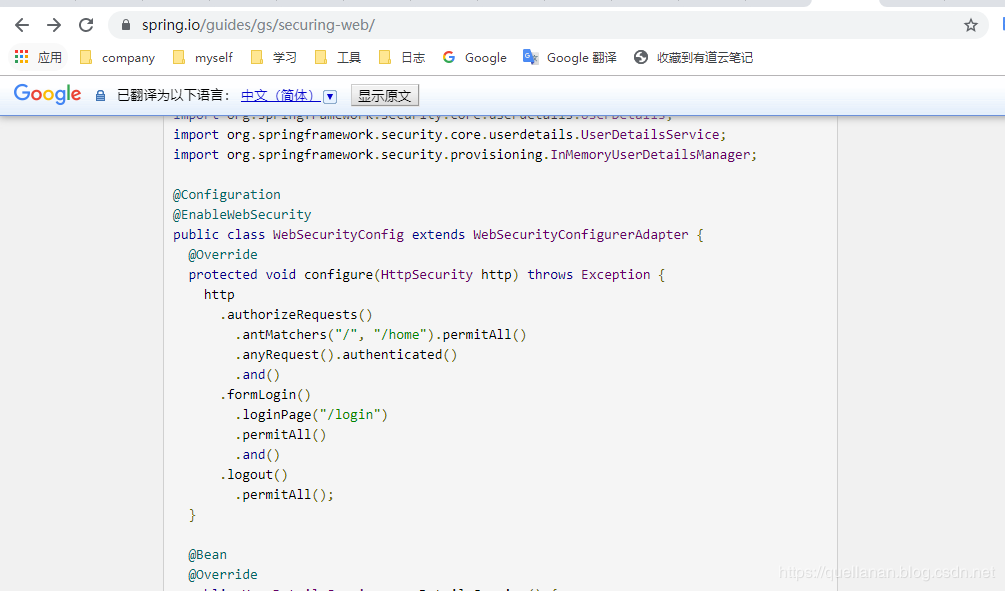 spring.io/guides/gs/securing-web/
应用 company myself 学习 工具 日志 Google Google 翻译 收藏到有道云笔记
Google 已翻译为以下语言： 中文（简体） 显示原文
import org.springframework.security.core.userdetails.UserDetails;
import org.springframework.security.core.userdetails.UserDetailsService;
import org.springframework.security.provisioning.InMemoryUserDetailsManager;
@Configuration
@EnableWebSecurity
public class WebSecurityConfig extends WebSecurityConfigurerAdapter {
@Override
protected void configure(HttpSecurity http) throws Exception {
http
.authorizeRequests()
.antMatchers("/", "/home").permitAll()
.anyRequest().authenticated()
.and()
.formLogin()
.loginPage("/login")
.permitAll()
.and()
.logout()
.permitAll();
}
@Bean
@Override
https://quellanan.blog.csdn.net